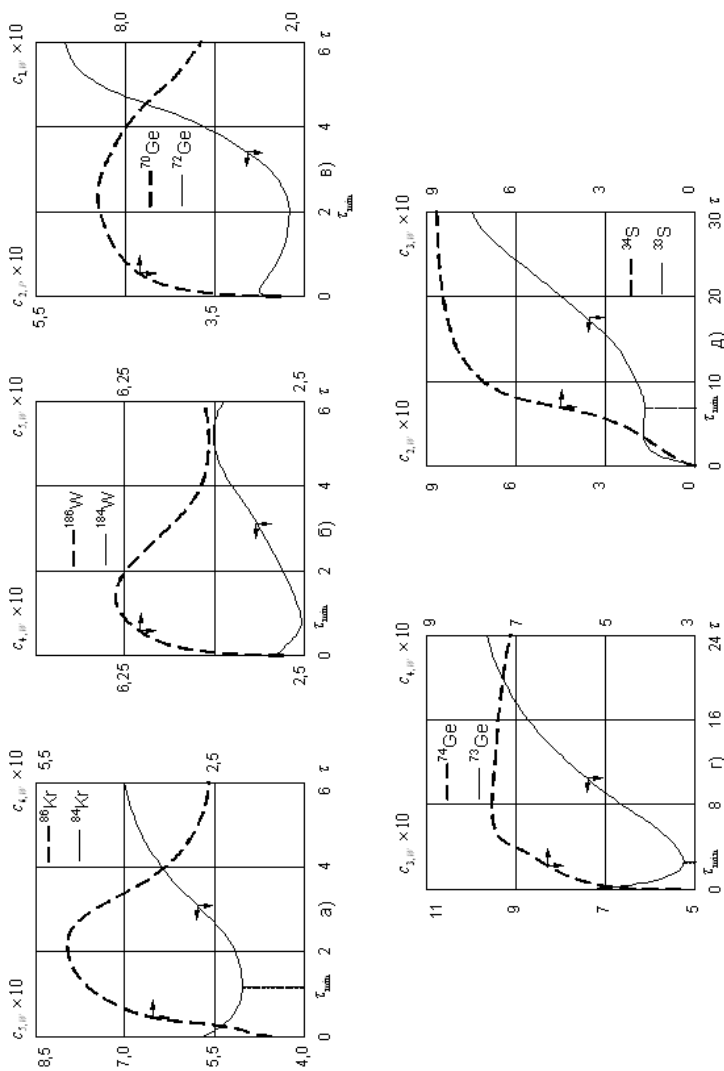 c₅,w ×10 c₄,w ×10
8,5 5,5
⁸⁶Kr
⁸⁴Kr
7,0
5,5 2,5
4,0
0 2 4 6 τ
τmin а)
c₄,w ×10 c₅,w ×10
¹⁸⁶W
¹⁸⁴W
6,25 6,25
2,5 2,5
0 2 4 6 τ
τmin б)
c₂,P ×10 c₁,w ×10
5,5
8,0
⁷⁰Ge
⁷²Ge
3,5
2,0
0 2 4 6 τ
τmin в)
c₃,w ×10 c₄,w ×10
11 9
⁷⁴Ge
⁷³Ge
9 7
7 5
5 3
0 8 16 24 τ
τmin г)
c₂,w ×10 c₃,w ×10
9 9
6 6
3 3
³⁴S
³³S
0 0
0 10 20 30 τ
τmin д)